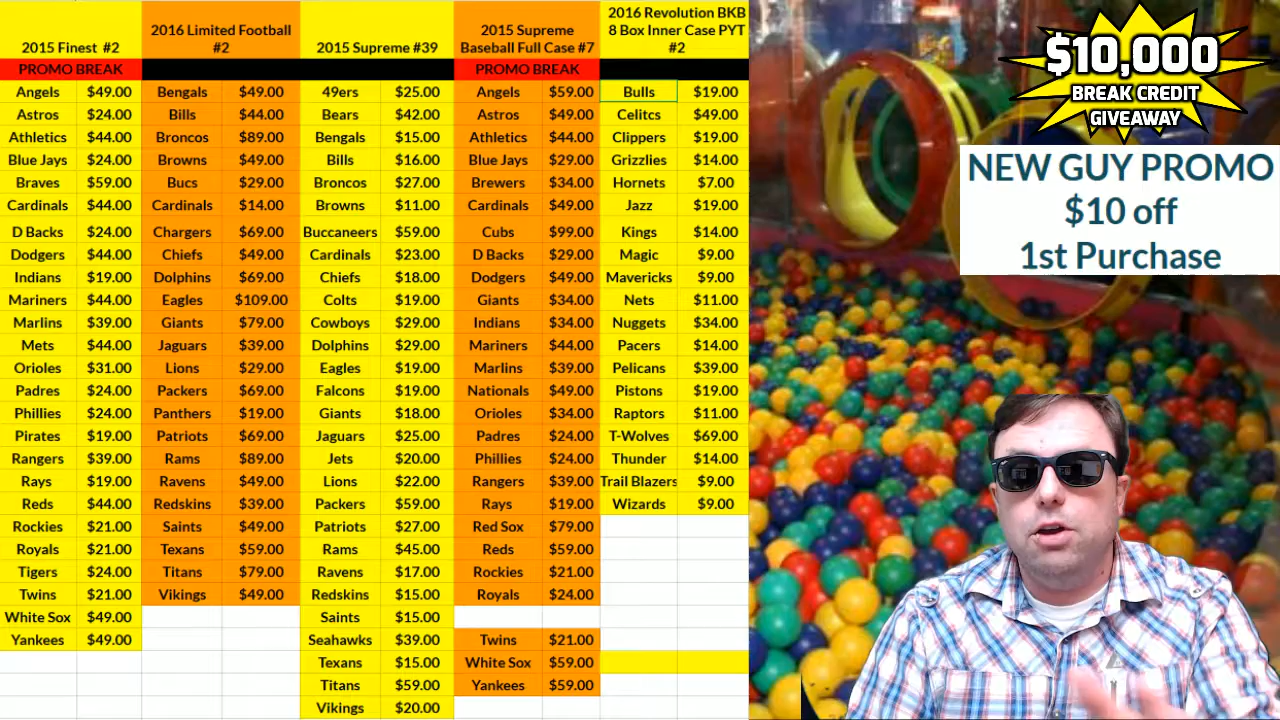 2015 Finest #2
PROMO BREAK
Angels $49.00
Astros $24.00
Athletics $44.00
Blue Jays $24.00
Braves $59.00
Cardinals $44.00
D Backs $24.00
Dodgers $44.00
Indians $19.00
Mariners $44.00
Marlins $39.00
Mets $44.00
Orioles $31.00
Padres $24.00
Phillies $24.00
Pirates $19.00
Rangers $39.00
Rays $19.00
Reds $44.00
Rockies $21.00
Royals $21.00
Tigers $24.00
Twins $21.00
White Sox $49.00
Yankees $49.00
2016 Limited Football
#2
Bengals $49.00
Bills $44.00
Broncos $89.00
Browns $49.00
Bucs $29.00
Cardinals $14.00
Chargers $69.00
Chiefs $49.00
Dolphins $69.00
Eagles $109.00
Giants $79.00
Jaguars $39.00
Lions $29.00
Packers $69.00
Panthers $19.00
Patriots $69.00
Rams $89.00
Ravens $49.00
Redskins $39.00
Saints $49.00
Texans $59.00
Titans $79.00
Vikings $49.00
2015 Supreme #39
49ers $25.00
Bears $42.00
Bengals $15.00
Bills $16.00
Broncos $27.00
Browns $11.00
Buccaneers $59.00
Cardinals $23.00
Chiefs $18.00
Colts $19.00
Cowboys $29.00
Dolphins $29.00
Eagles $19.00
Falcons $19.00
Giants $18.00
Jaguars $25.00
Jets $20.00
Lions $22.00
Packers $59.00
Patriots $27.00
Rams $45.00
Ravens $17.00
Redskins $15.00
Saints $15.00
Seahawks $39.00
Texans $15.00
Titans $59.00
Vikings $20.00
2015 Supreme
Baseball Full Case #7
PROMO BREAK
Angels $59.00
Astros $49.00
Athletics $44.00
Blue Jays $29.00
Brewers $34.00
Cardinals $49.00
Cubs $99.00
D Backs $29.00
Dodgers $49.00
Giants $34.00
Indians $34.00
Mariners $44.00
Marlins $39.00
Nationals $49.00
Orioles $34.00
Padres $24.00
Phillies $24.00
Rangers $39.00
Rays $19.00
Red Sox $79.00
Reds $59.00
Rockies $21.00
Royals $24.00
Twins $21.00
White Sox $59.00
Yankees $59.00
2016 Revolution BKB
8 Box Inner Case PYT
#2
Bulls $19.00
Celitcs $49.00
Clippers $19.00
Grizzlies $14.00
Hornets $7.00
Jazz $19.00
Kings $14.00
Magic $9.00
Mavericks $9.00
Nets $11.00
Nuggets $34.00
Pacers $14.00
Pelicans $39.00
Pistons $19.00
Raptors $11.00
T-Wolves $69.00
Thunder $14.00
Trail Blazers $9.00
Wizards $9.00
$10,000
BREAK CREDIT
GIVEAWAY
NEW GUY PROMO
$10 off
1st Purchase